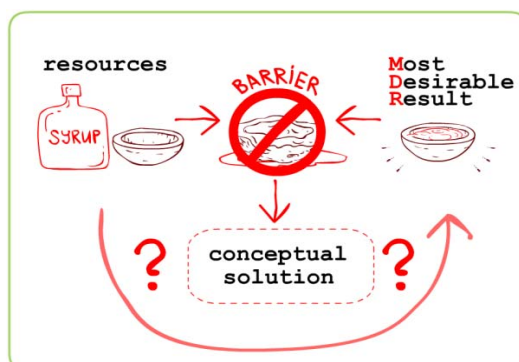 resources
SYRUP
BARRiER
Most
Desirable
Result
?
conceptual
solution
?